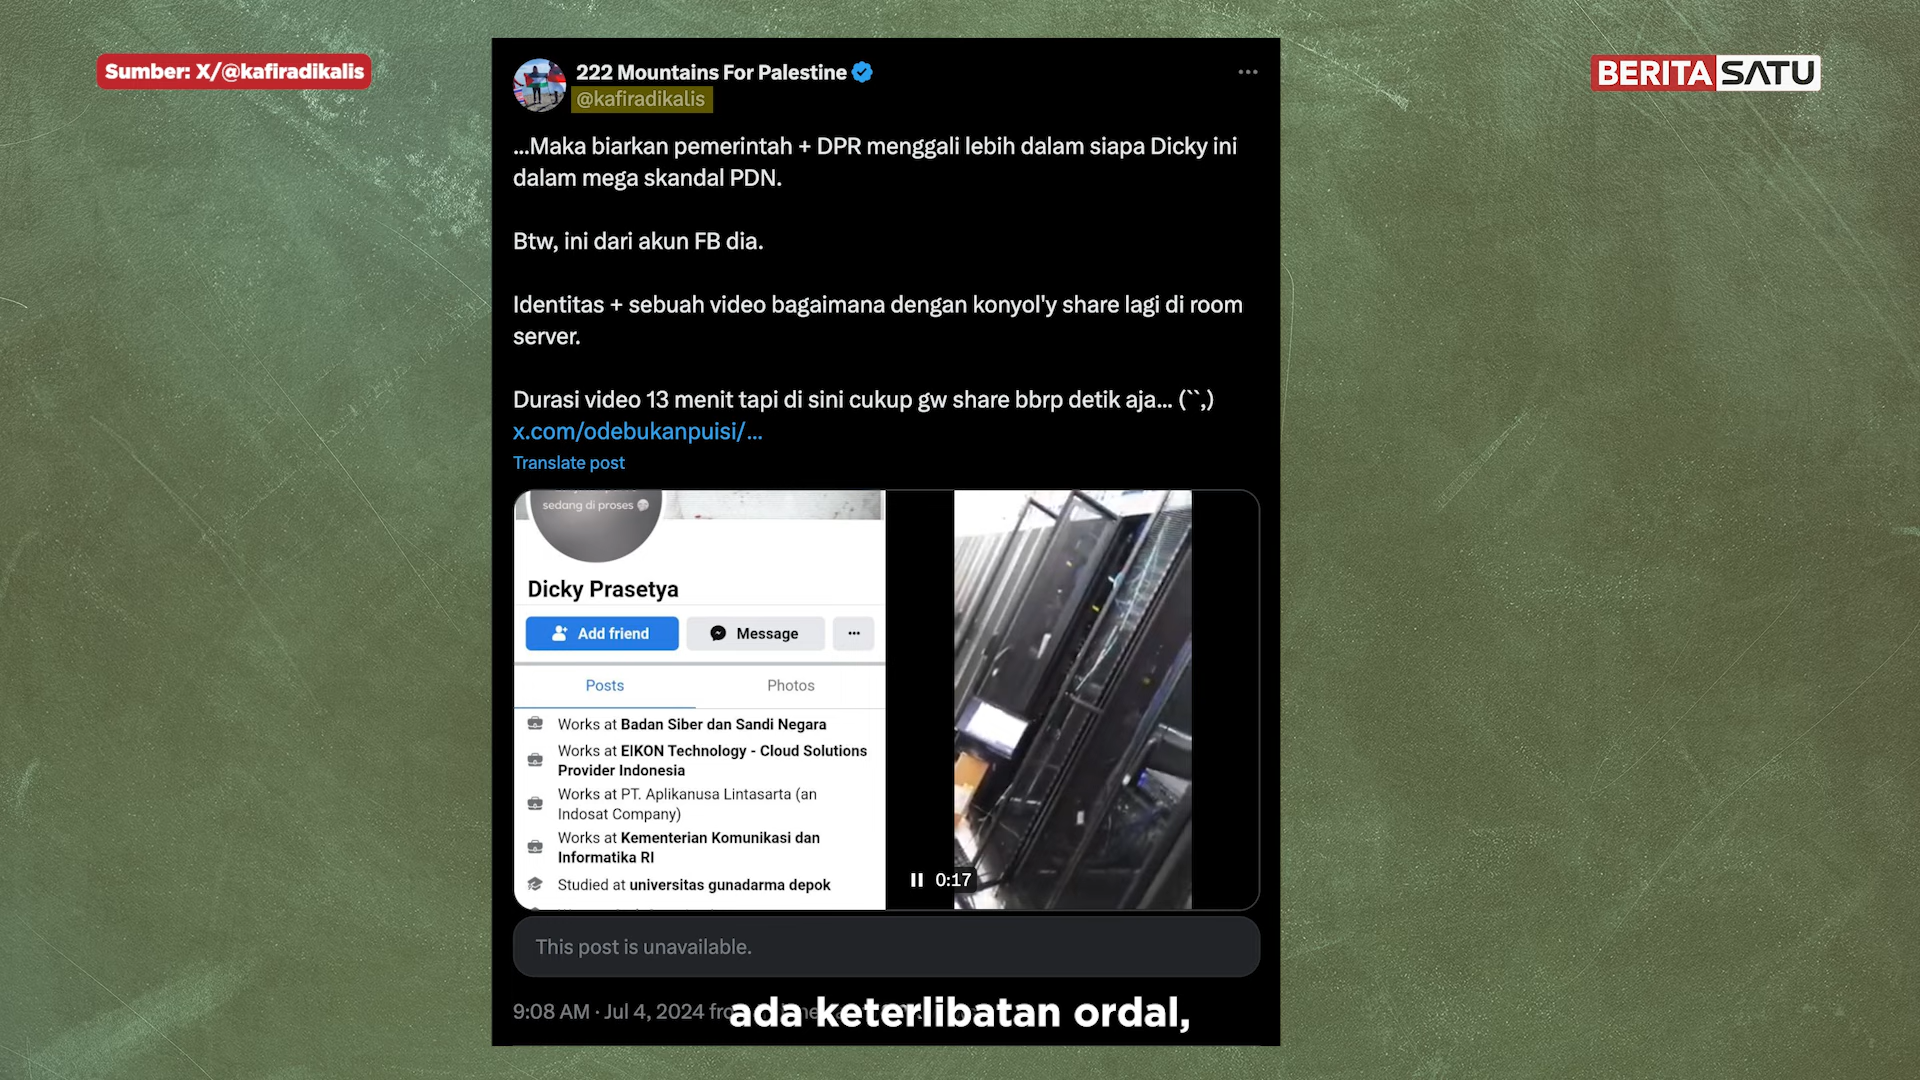 Sumber: X/@kafiradikalis
BERITA SATU
222 Mountains For Palestine
@kafiradikalis
...Maka biarkan pemerintah + DPR menggali lebih dalam siapa Dicky ini
dalam mega skandal PDN.
Btw, ini dari akun FB dia.
Identitas + sebuah video bagaimana dengan konyol'y share lagi di room
server.
Durasi video 13 menit tapi di sini cukup gw share bbrp detik aja... (``,)
x.com/odebukanpuisi/...
Translate post
sedang di proses
Dicky Prasetya
Add friend
Message
Posts
Photos
Works at Badan Siber dan Sandi Negara
Works at EIKON Technology - Cloud Solutions
Provider Indonesia
Works at PT. Aplikanusa Lintasarta (an
Indosat Company)
Works at Kementerian Komunikasi dan
Informatika RI
Studied at universitas gunadarma depok
0:17
This post is unavailable.
9:08 AM · Jul 4, 2024
ada keterlibatan ordal,